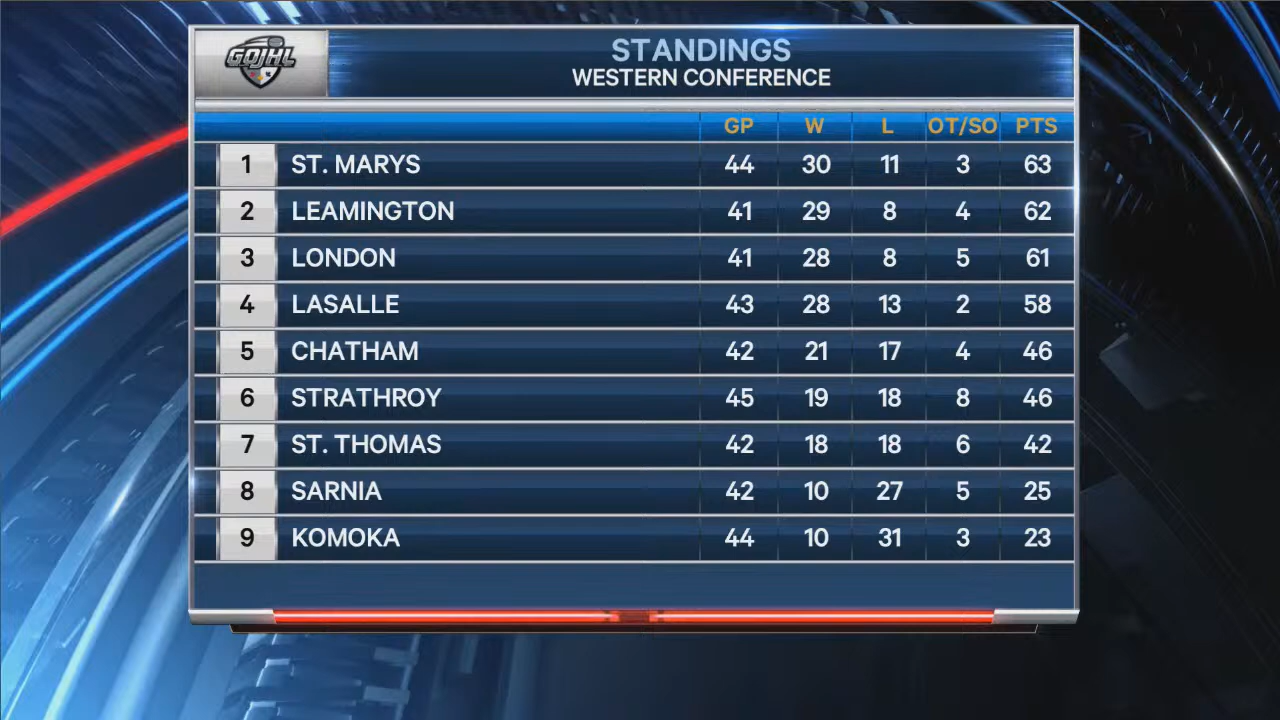 GOJHL
STANDINGS
WESTERN CONFERENCE
GP W L OT/SO PTS
1 ST. MARYS 44 30 11 3 63
2 LEAMINGTON 41 29 8 4 62
3 LONDON 41 28 8 5 61
4 LASALLE 43 28 13 2 58
5 CHATHAM 42 21 17 4 46
6 STRATHROY 45 19 18 8 46
7 ST. THOMAS 42 18 18 6 42
8 SARNIA 42 10 27 5 25
9 KOMOKA 44 10 31 3 23